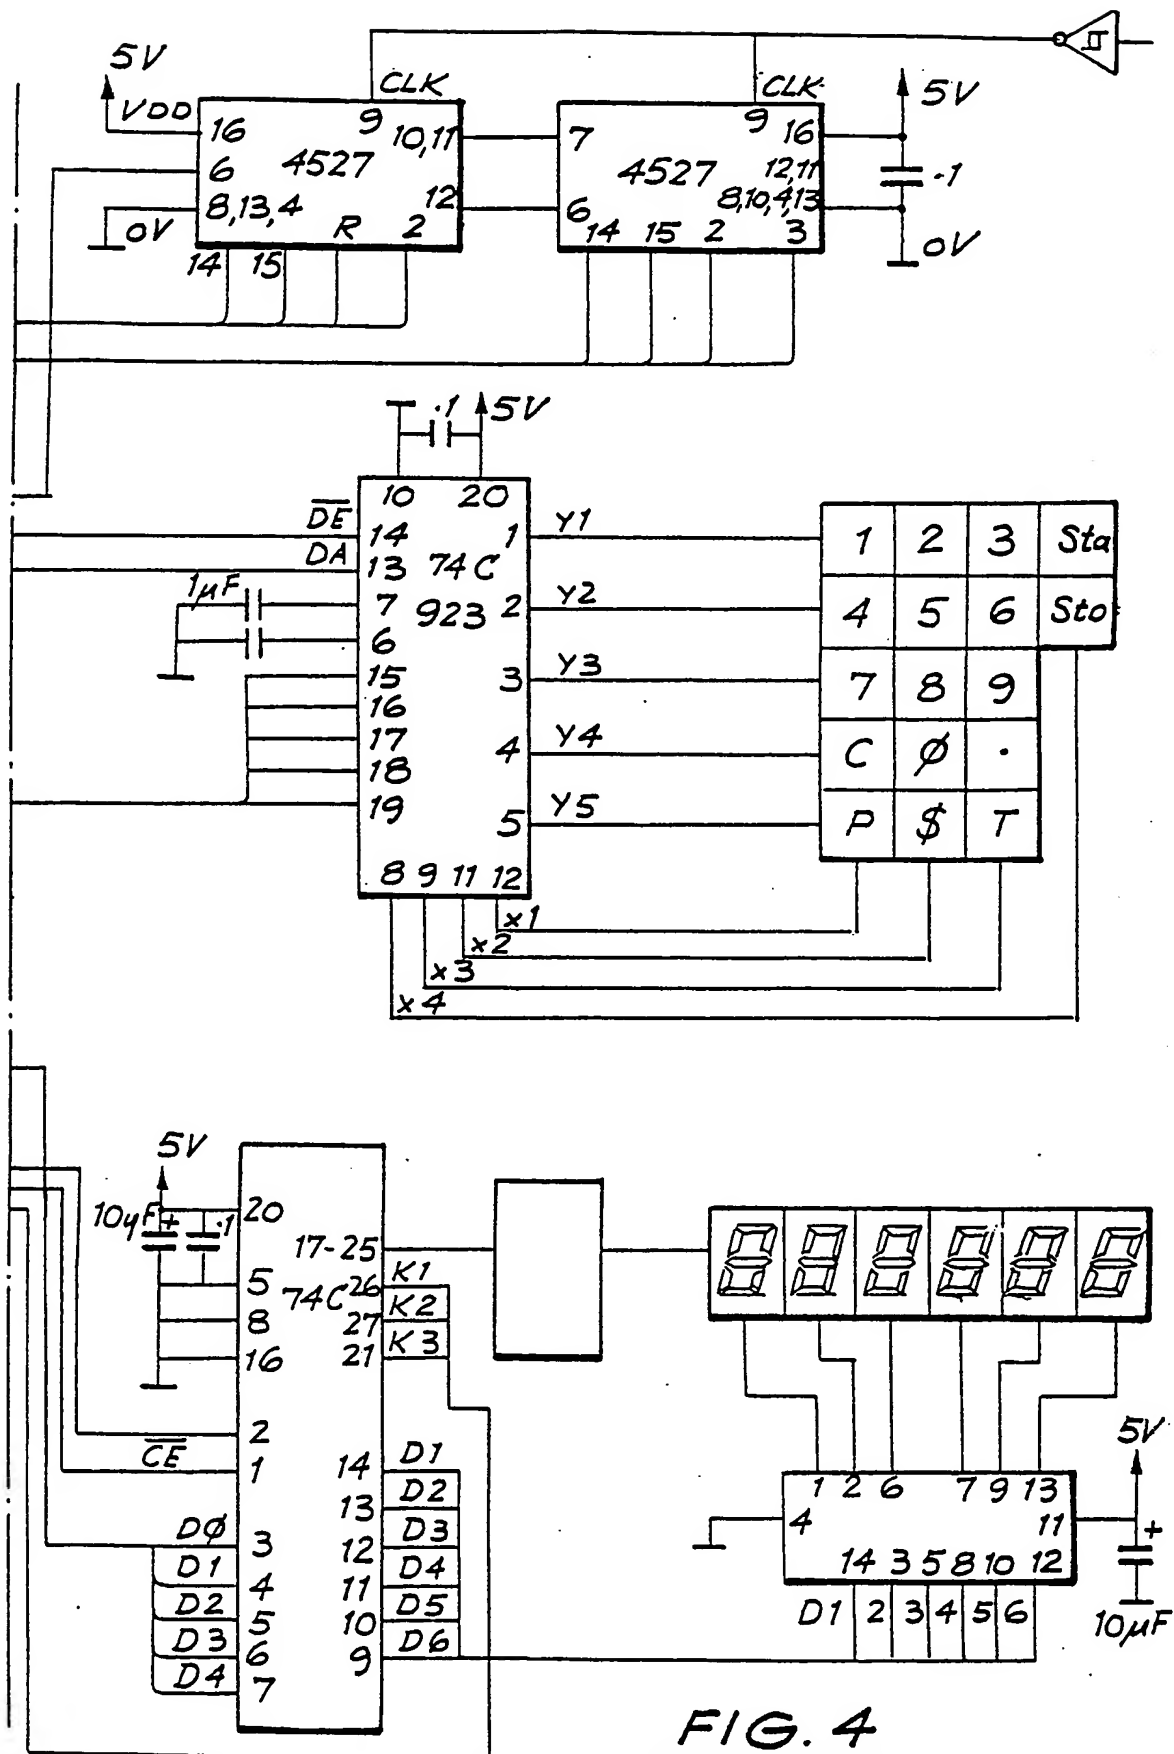 5V
VDD
CLK
CLK
5V
16
9
10,11
7
9
16
6
4527
4527
12,11
.1
8,13,4
12
6
8,10,4,13
0V
R
2
14
15
2
3
0V
14
15
.1
5V
10
20
DE
14
1
Y1
1
2
3
Sta
DA
13
74C
1µF
7
923
2
Y2
4
5
6
Sto
6
15
3
Y3
7
8
9
16
17
4
Y4
C
Ø
.
18
19
5
Y5
P
$
T
8
9
11
12
x1
x2
x3
x4
5V
10µF
+
.1
20
17-25
5
74C
26
K1
8
27
K2
16
21
K3
2
CE
1
14
D1
13
D2
DØ
3
12
D3
D1
4
11
D4
D2
5
10
D5
D3
6
9
D6
D4
7
5V
1
2
6
7
9
13
4
11
+
14
3
5
8
10
12
D1
2
3
4
5
6
10µF
FIG. 4